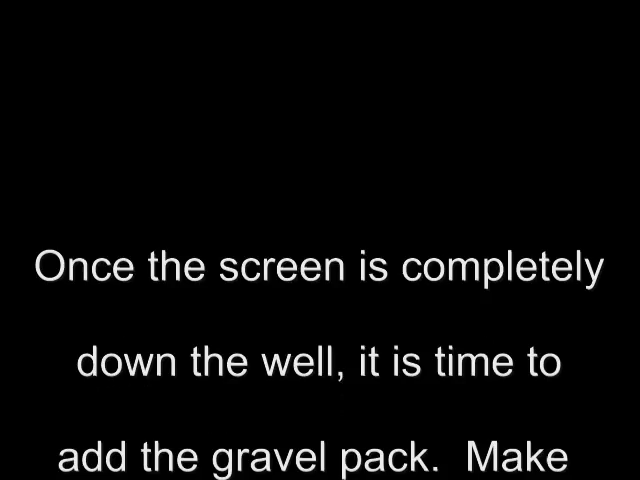 Once the screen is completely
down the well, it is time to
add the gravel pack.  Make